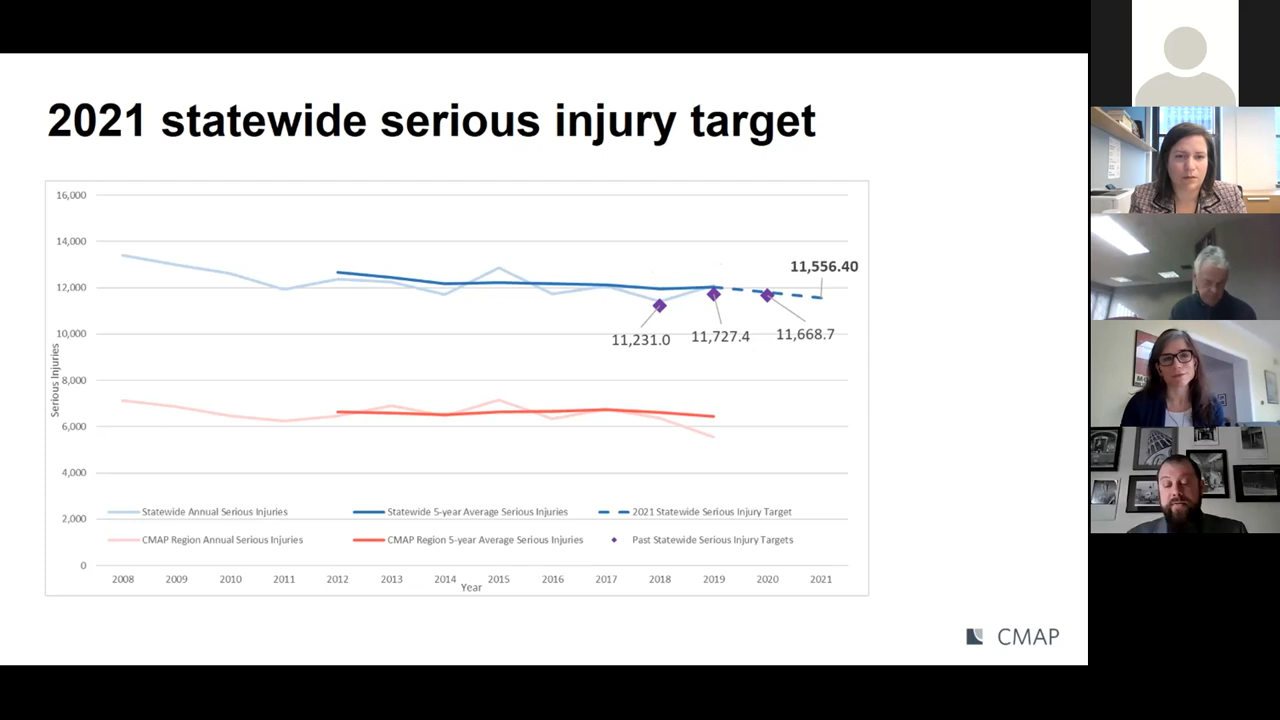 2021 statewide serious injury target
16,000
14,000
12,000
10,000
8,000
6,000
4,000
2,000
0
Serious Injuries
11,556.40
11,231.0
11,727.4
11,668.7
Statewide Annual Serious Injuries
Statewide 5-year Average Serious Injuries
2021 Statewide Serious Injury Target
CMAP Region Annual Serious Injuries
CMAP Region 5-year Average Serious Injuries
Past Statewide Serious Injury Targets
2008 2009 2010 2011 2012 2013 2014 2015 2016 2017 2018 2019 2020 2021
Year
CMAP